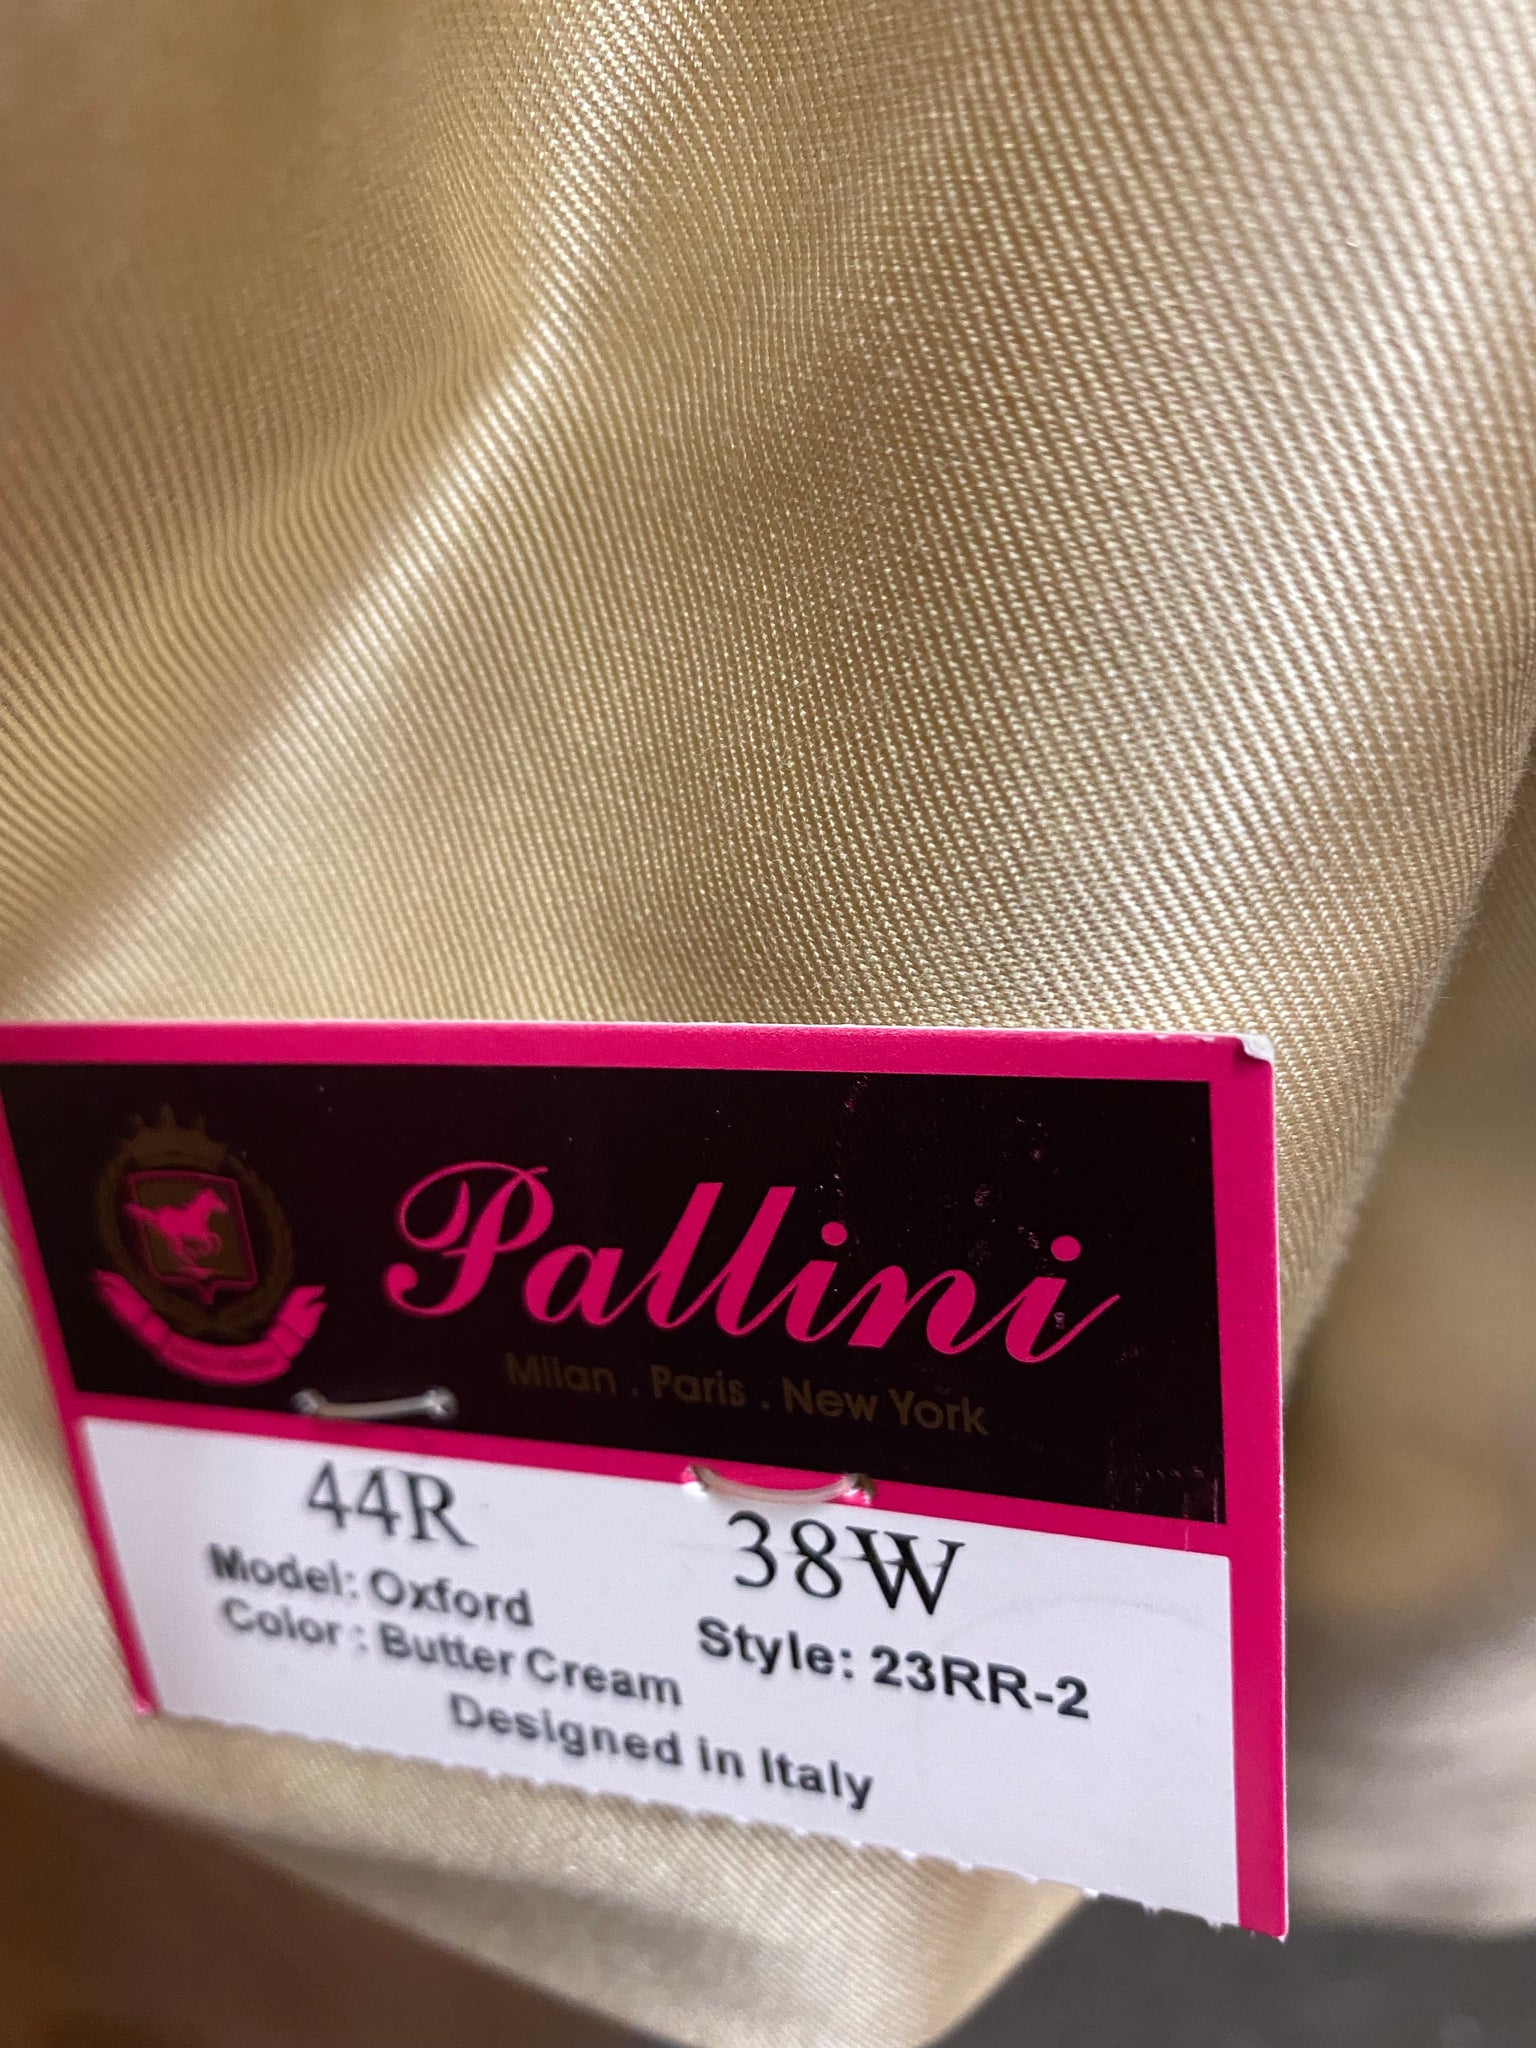 Pallini
Milan . Paris . New York
44R 38W
Model: Oxford
Style: 23RR-2
Color : Butter Cream
Designed in Italy